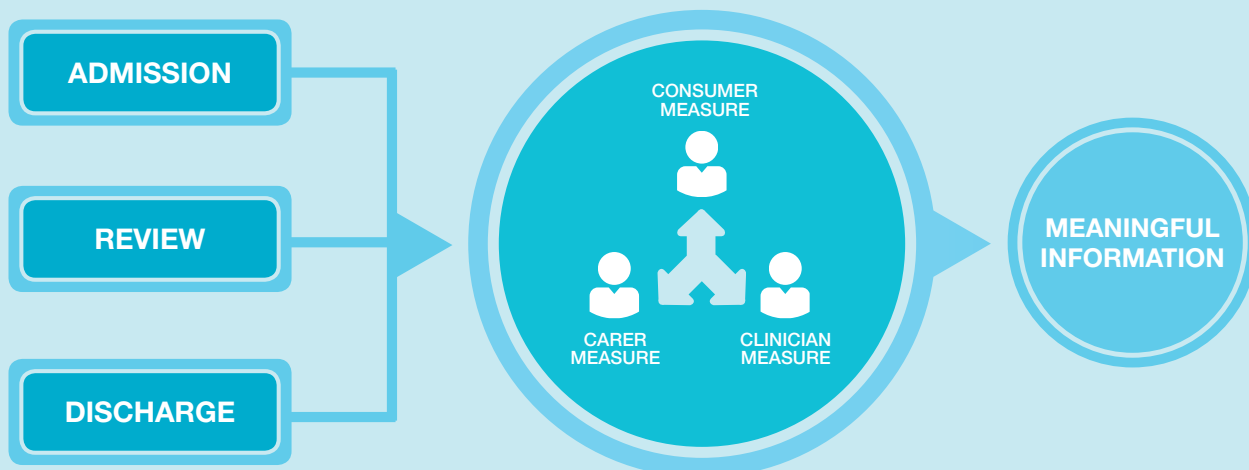 ADMISSION
REVIEW
DISCHARGE
CONSUMER
MEASURE
CARER
MEASURE
CLINICIAN
MEASURE
MEANINGFUL
INFORMATION